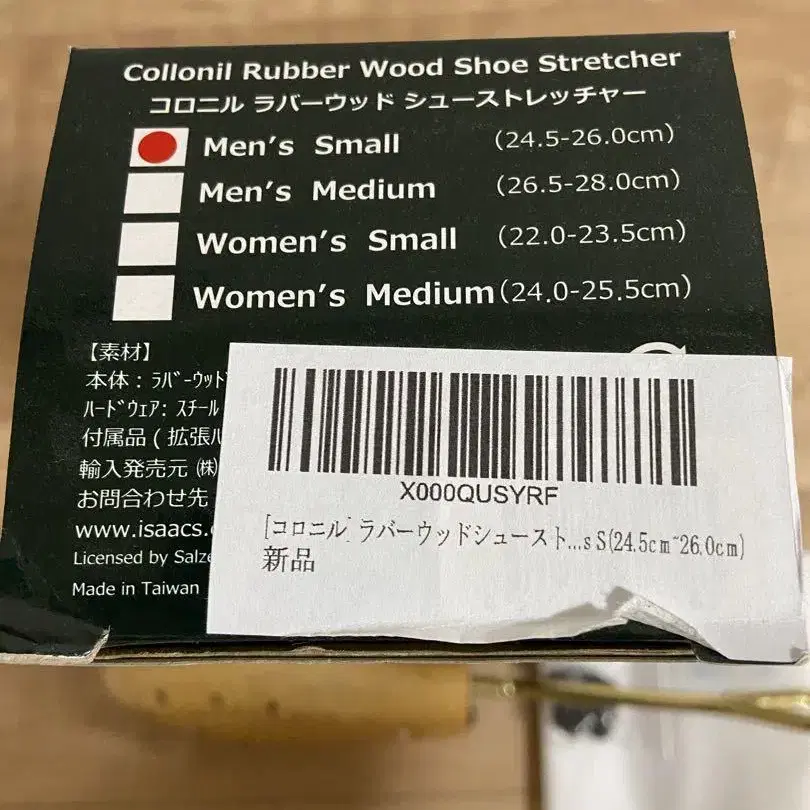 Collonil Rubber Wood Shoe Stretcher
コロニル ラバーウッド シューストレッチャー
Men's Small (24.5-26.0cm)
Men's Medium (26.5-28.0cm)
Women's Small (22.0-23.5cm)
Women's Medium (24.0-25.5cm)
【素材】
本体：ﾗﾊﾞｰｳｯﾄﾞ
ﾊｰﾄﾞｳｪｱ：ｽﾁｰﾙ
付属品 ( 拡張
輸入発売元 ㈱
お問合わせ先
www.isaacs.
Licensed by Salze
Made in Taiwan
X000QUSYRF
[コロニル] ラバーウッドシュースト...s S(24.5cm~26.0cm)
新品